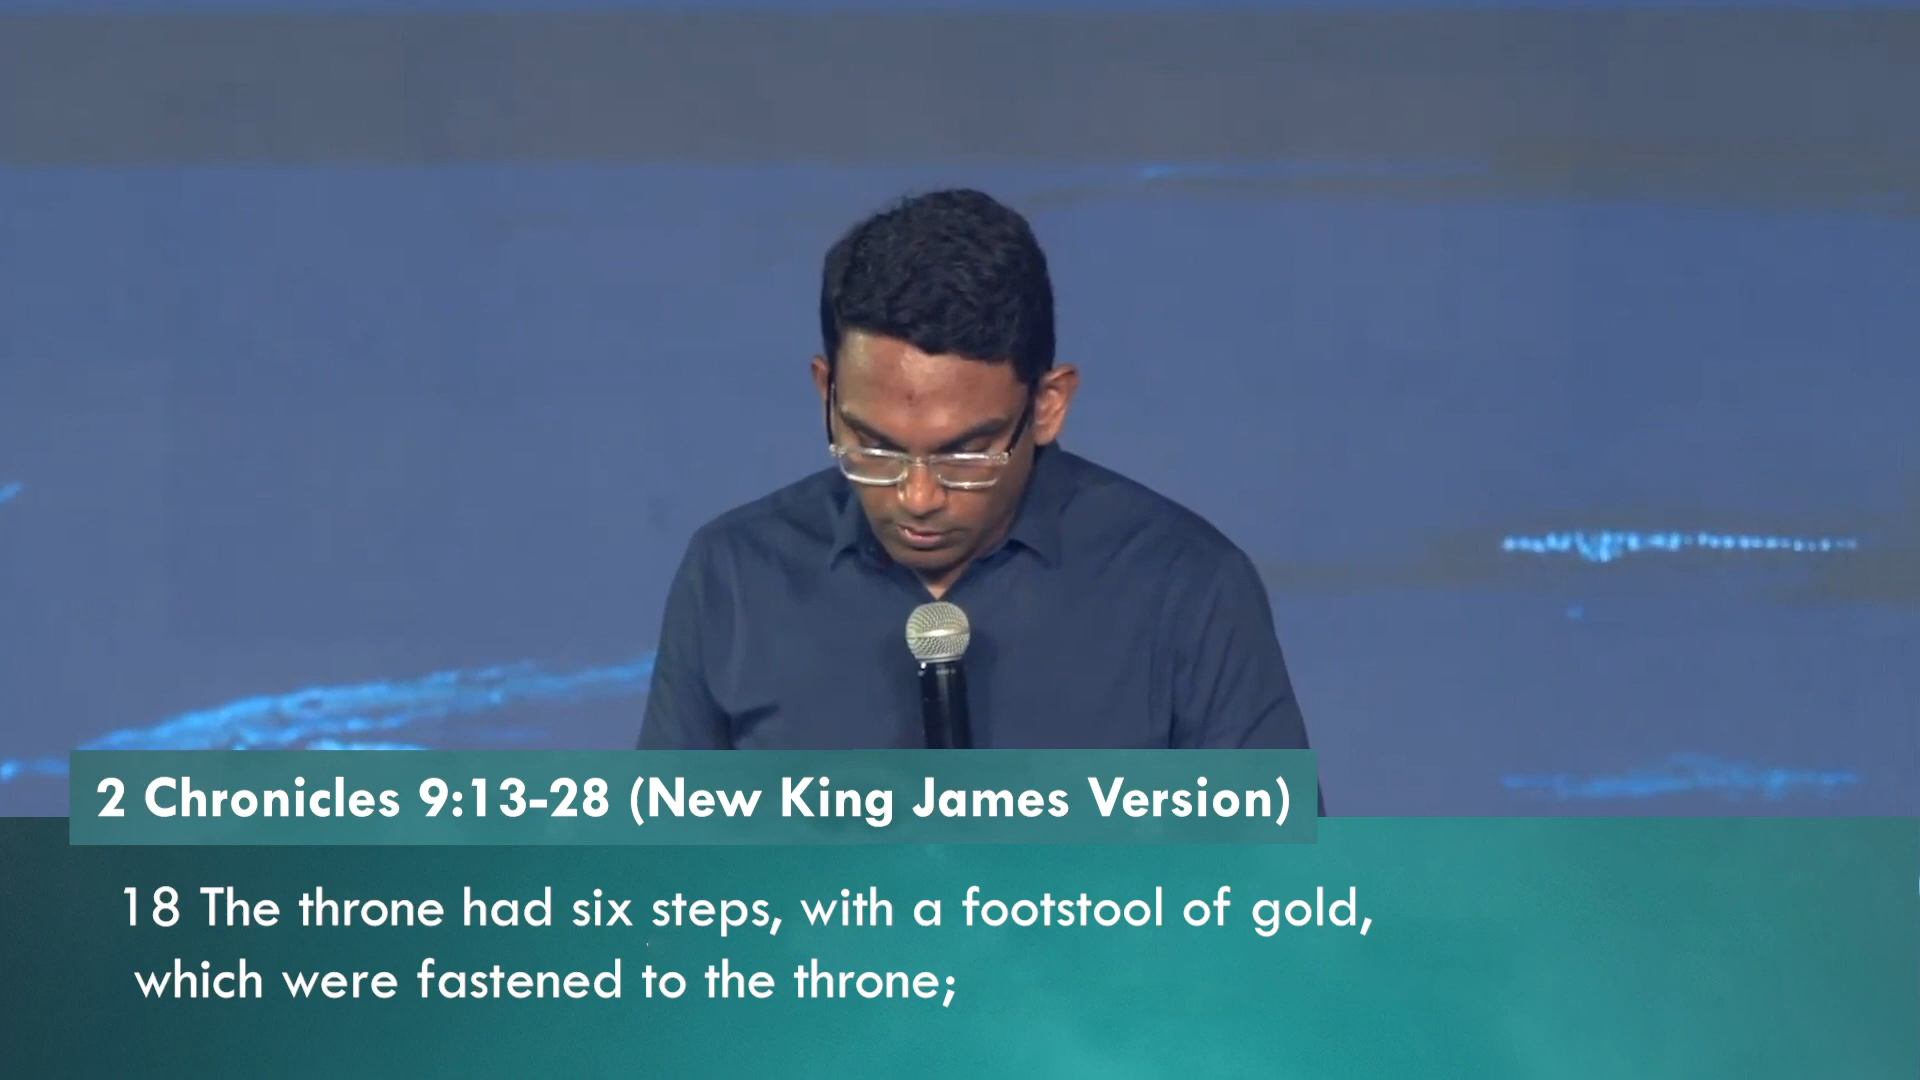 2 Chronicles 9:13-28 (New King James Version)
18 The throne had six steps, with a footstool of gold,
which were fastened to the throne;